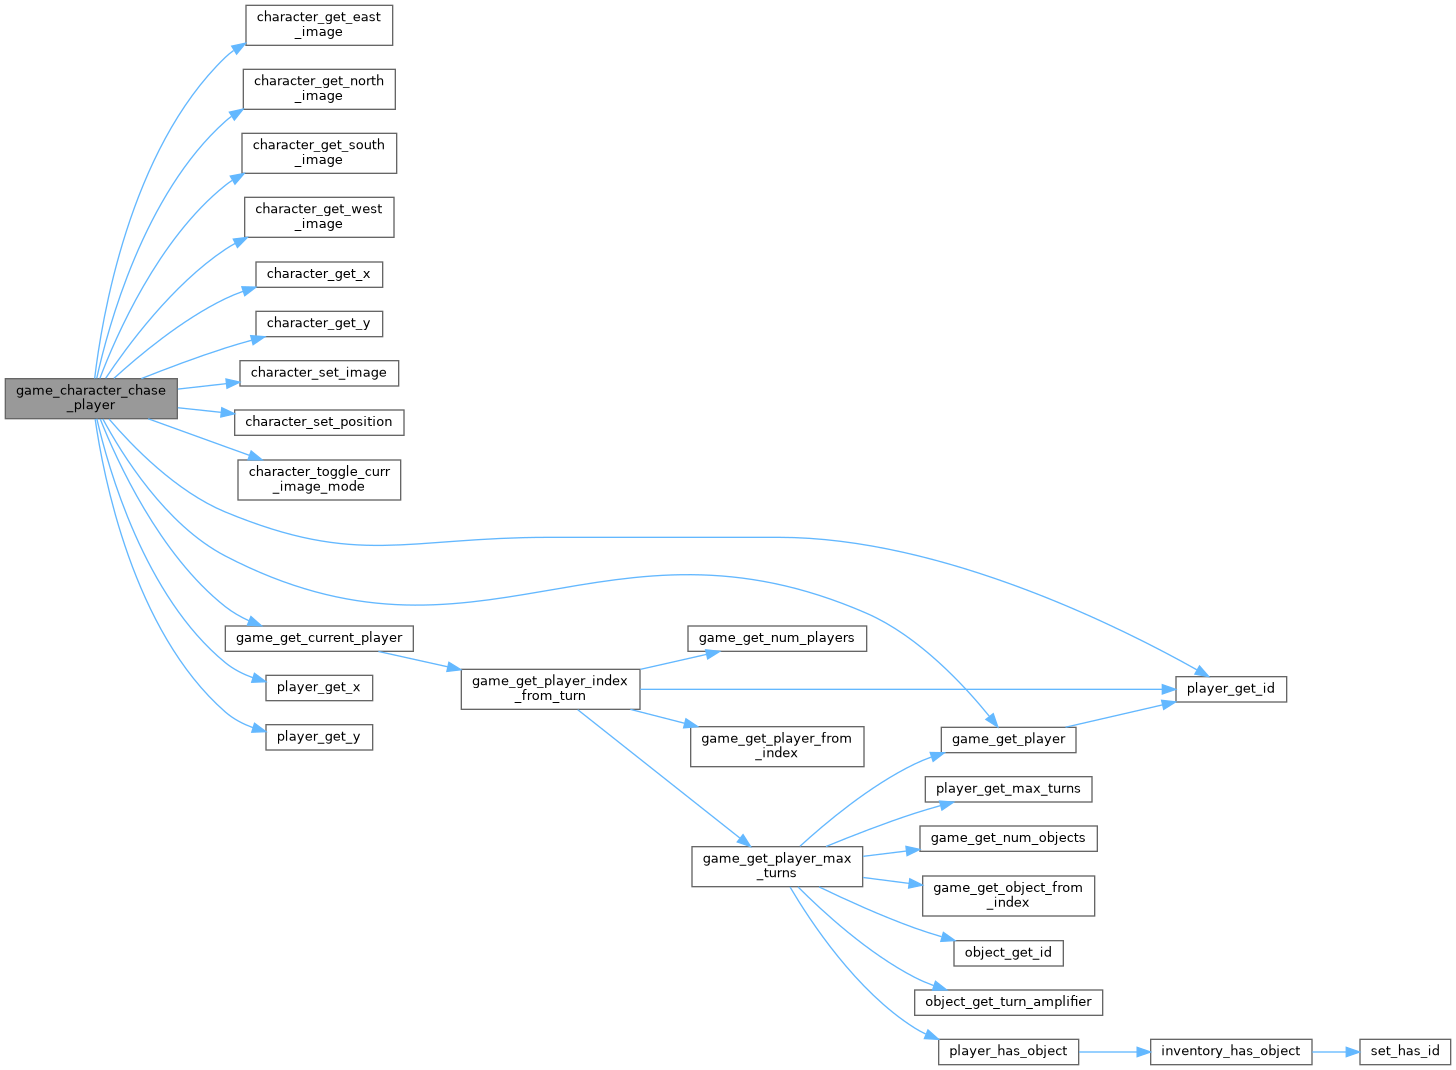 character_get_east
_image
character_get_north
_image
character_get_south
_image
character_get_west
_image
character_get_x
character_get_y
character_set_image
game_character_chase
_player
character_set_position
character_toggle_curr
_image_mode
game_get_current_player
player_get_x
player_get_y
game_get_player_index
_from_turn
game_get_num_players
game_get_player_from
_index
game_get_player_max
_turns
player_get_id
game_get_player
player_get_max_turns
game_get_num_objects
game_get_object_from
_index
object_get_id
object_get_turn_amplifier
player_has_object
inventory_has_object
set_has_id